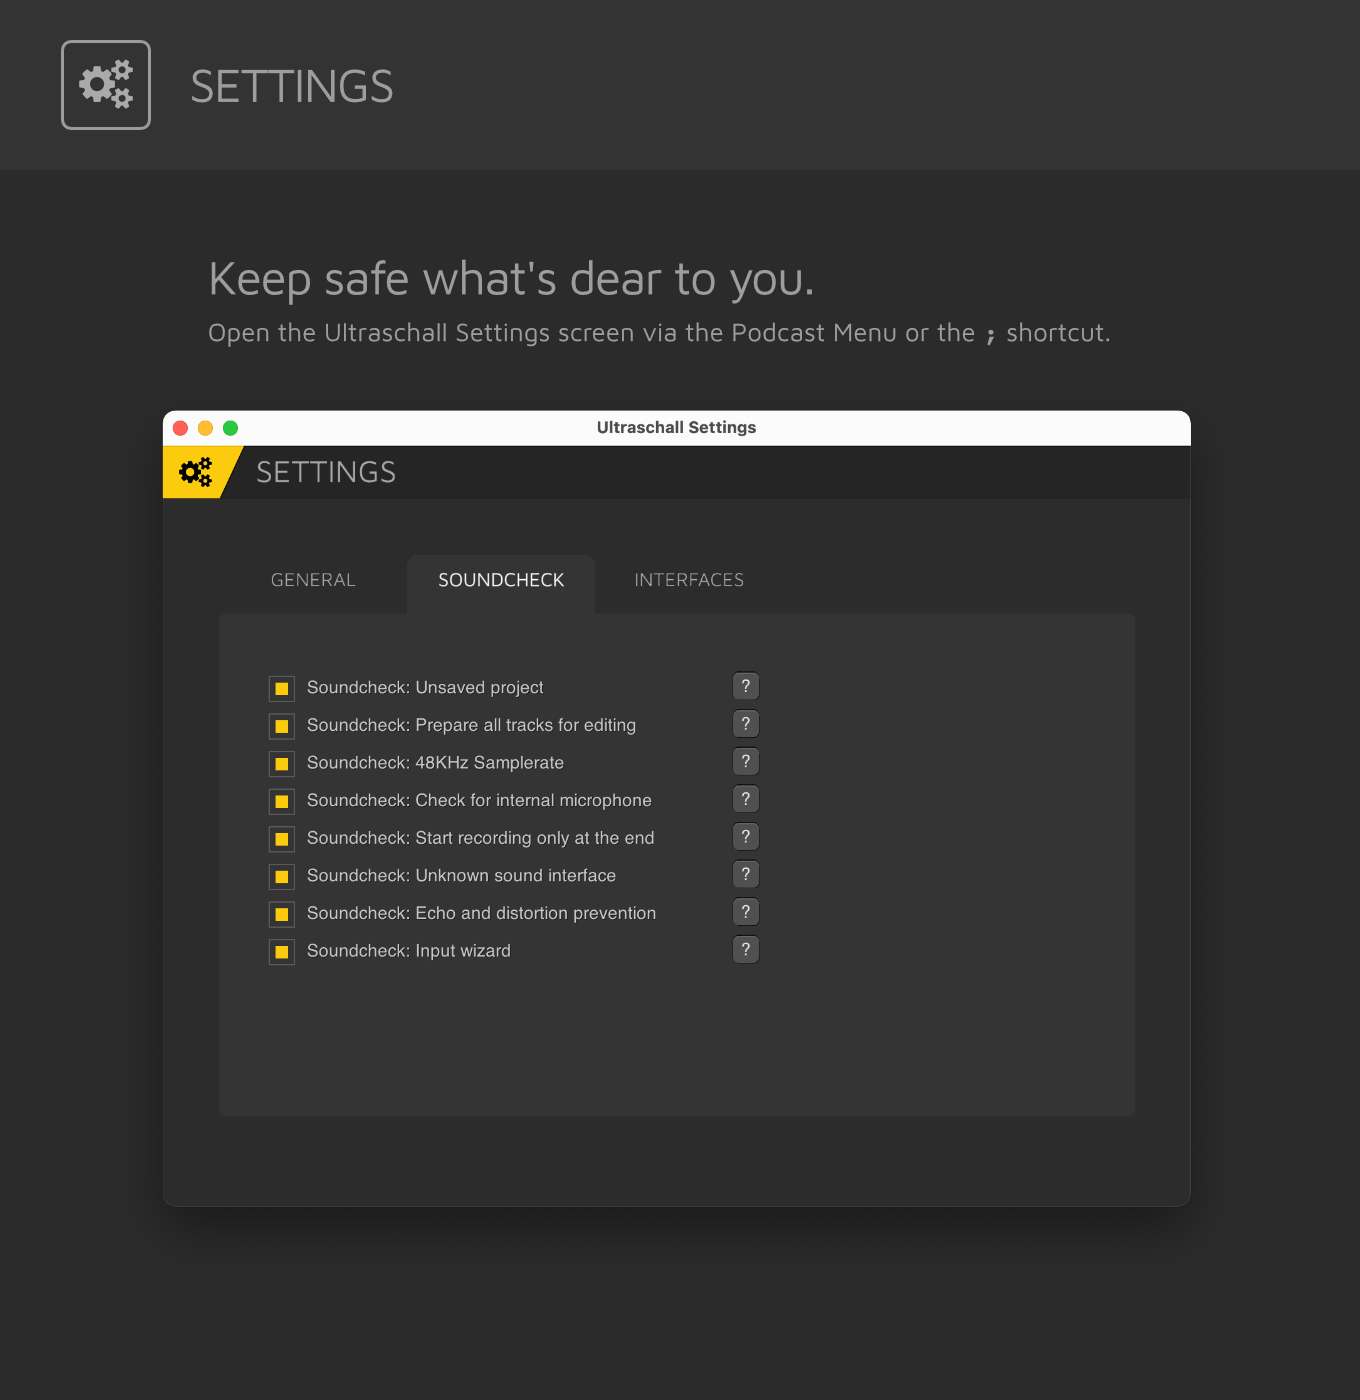 SETTINGS
Keep safe what's dear to you.
Open the Ultraschall Settings screen via the Podcast Menu or the ; shortcut.
Ultraschall Settings
SETTINGS
GENERAL SOUNDCHECK INTERFACES
Soundcheck: Unsaved project ?
Soundcheck: Prepare all tracks for editing ?
Soundcheck: 48KHz Samplerate ?
Soundcheck: Check for internal microphone ?
Soundcheck: Start recording only at the end ?
Soundcheck: Unknown sound interface ?
Soundcheck: Echo and distortion prevention ?
Soundcheck: Input wizard ?